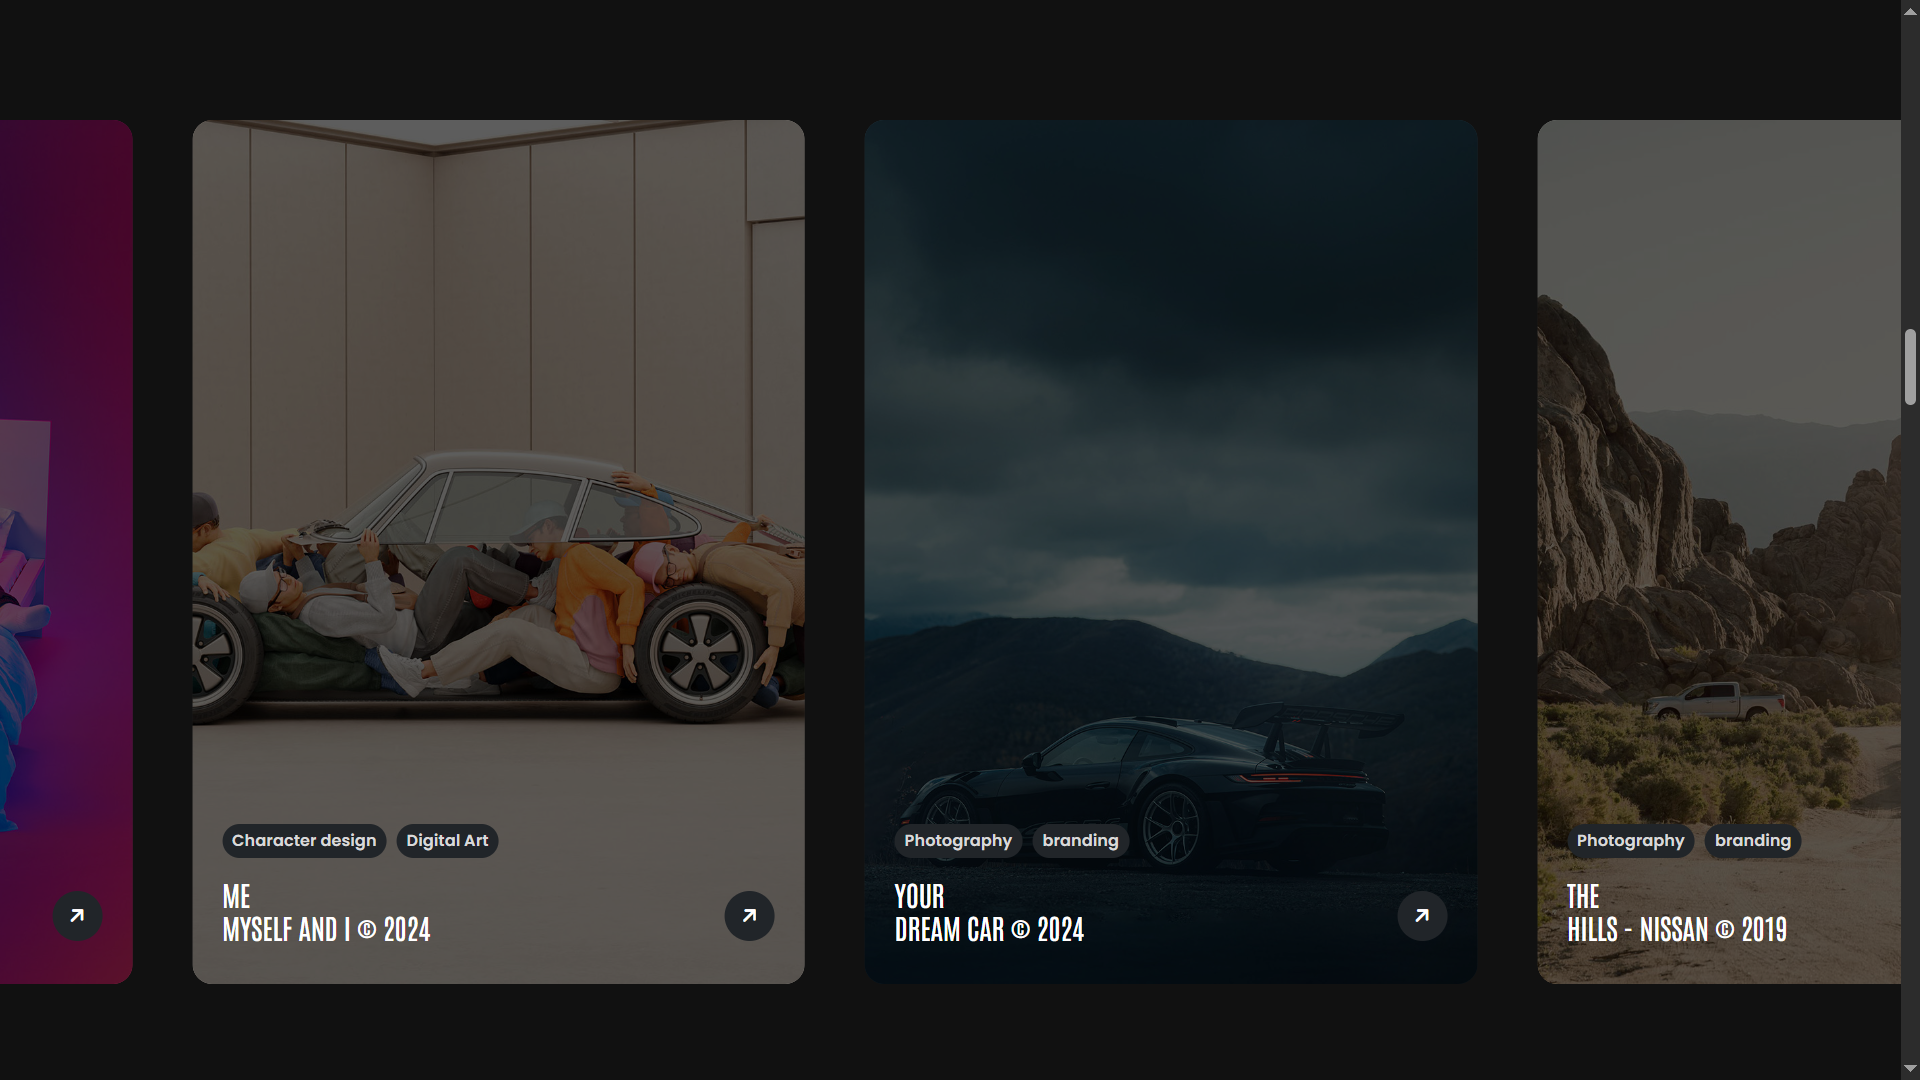 Character design
Digital Art
ME
MYSELF AND I © 2024
Photography
branding
YOUR
DREAM CAR © 2024
Photography
branding
THE
HILLS - NISSAN © 2019